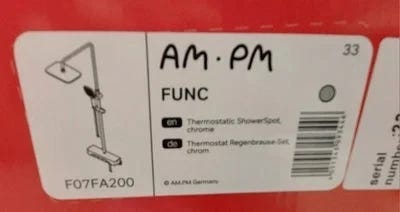 AM·PM
33
FUNC
en Thermostatic ShowerSpot,
chrome
de Thermostat Regenbrause-Set,
chrom
F07FA200
© AM.PM Germany
serial